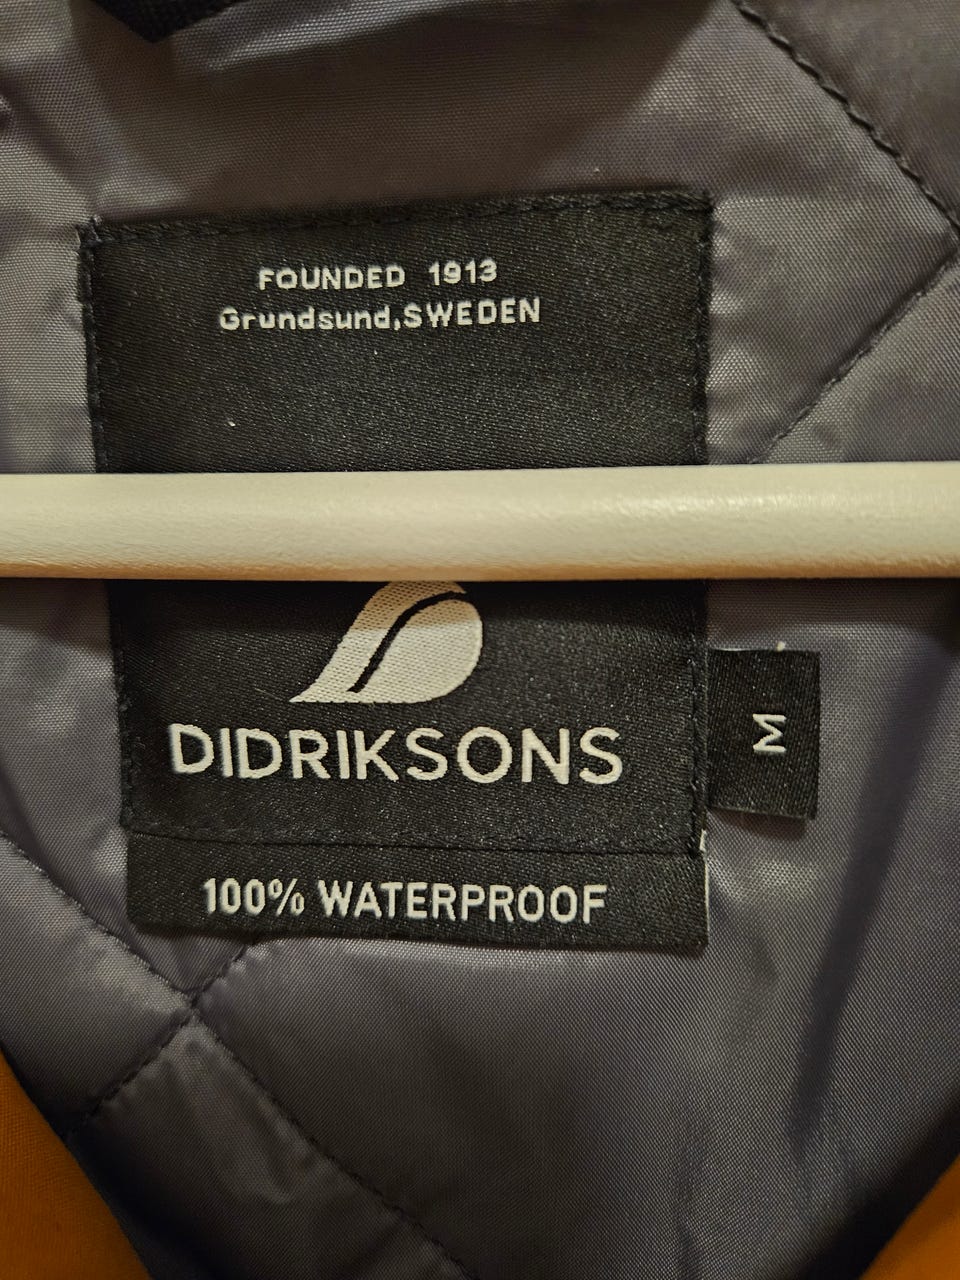 FOUNDED 1913
Grundsund,SWEDEN
DIDRIKSONS
M
100% WATERPROOF